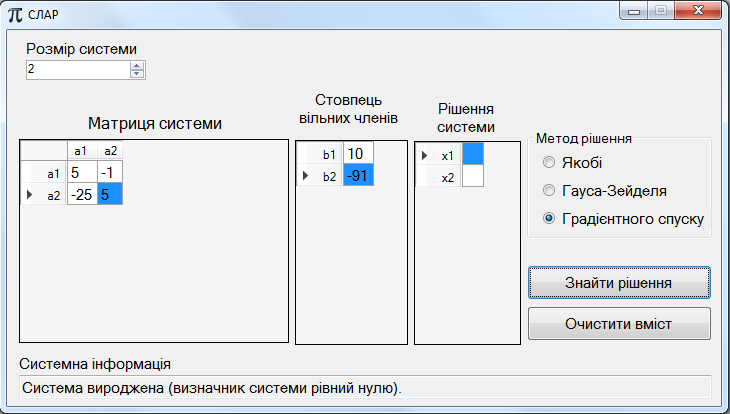 СЛАР
Розмір системи
2
Матриця системи
a1 a2
a1 5 -1
a2 -25 5
Стовпець
вільних членів
b1 10
b2 -91
Рішення
системи
x1
x2
Метод рішення
Якобі
Гауса-Зейделя
Градієнтного спуску
Знайти рішення
Очистити вміст
Системна інформація
Система вироджена (визначник системи рівний нулю).